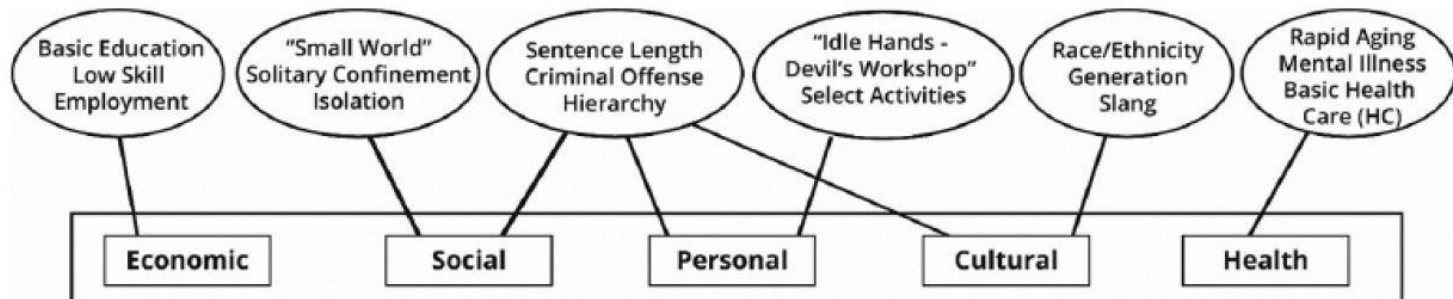 Basic Education
Low Skill
Employment
"Small World"
Solitary Confinement
Isolation
Sentence Length
Criminal Offense
Hierarchy
"Idle Hands -
Devil's Workshop"
Select Activities
Race/Ethnicity
Generation
Slang
Rapid Aging
Mental Illness
Basic Health
Care (HC)
Economic
Social
Personal
Cultural
Health